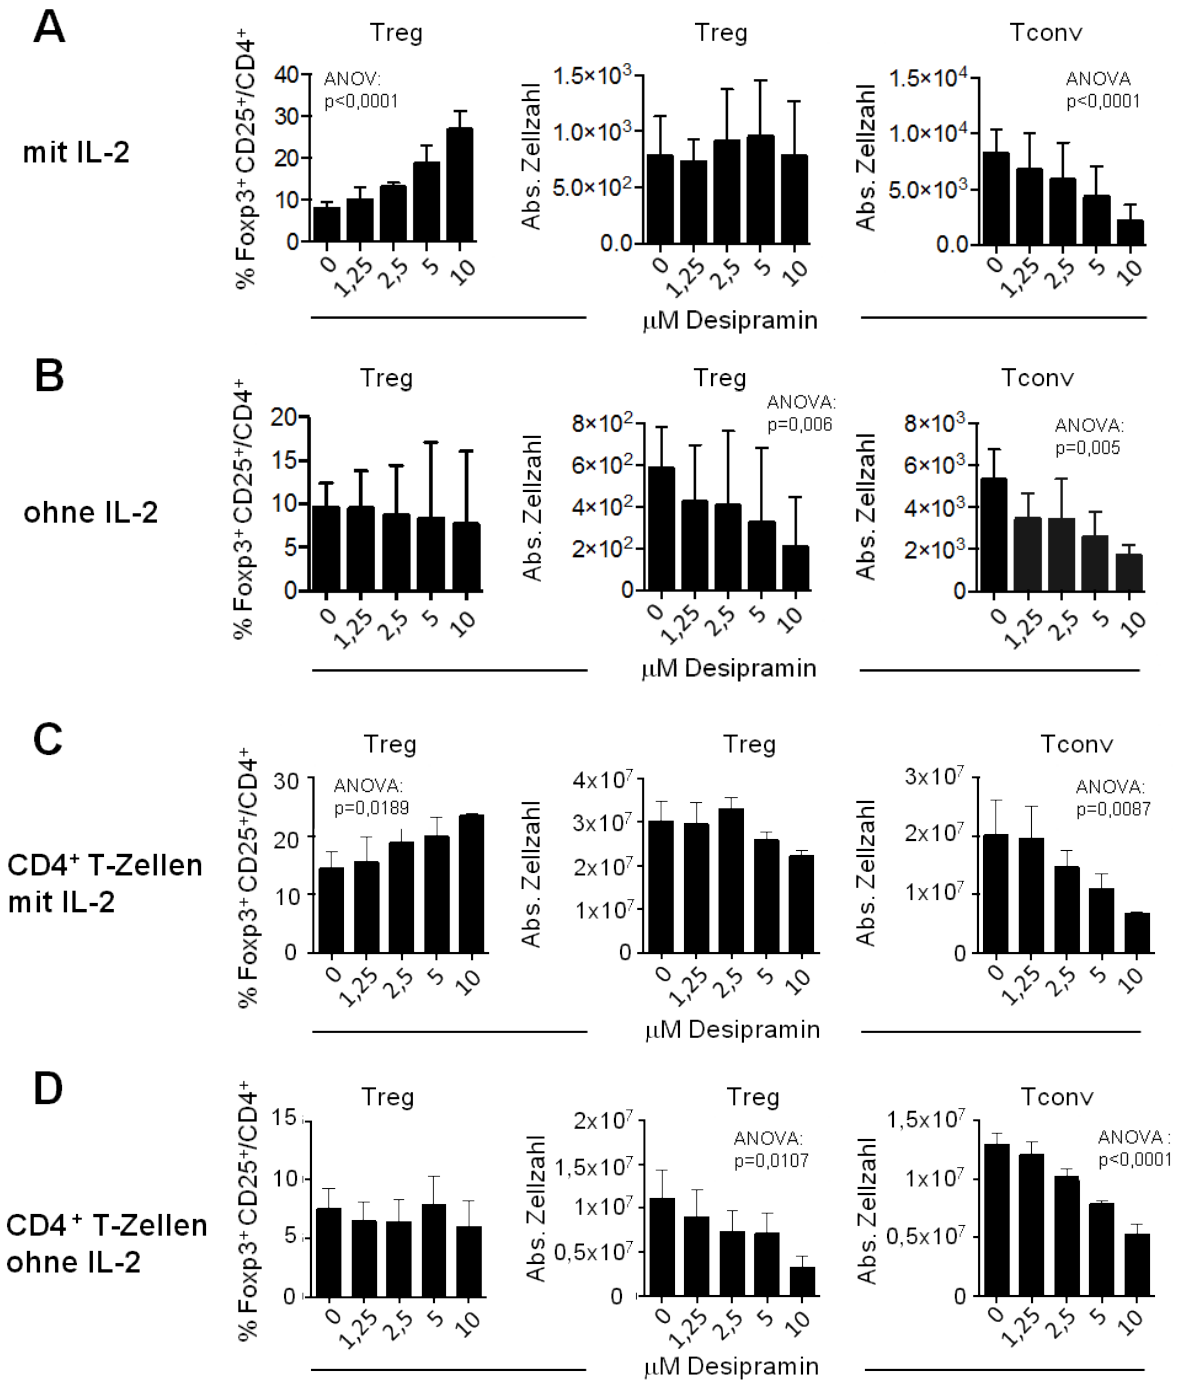 A
Treg
Treg
Tconv
mit IL-2
% Foxp3⁺ CD25⁺/CD4⁺
40
30
20
10
0
ANOV:
p<0,0001
0
1,25
2,5
5
10
Abs. Zellzahl
1.5×10³
1.0×10³
5.0×10²
0.0
0
1,25
2,5
5
10
Abs. Zellzahl
1.5×10⁴
1.0×10⁴
5.0×10³
0.0
ANOVA
p<0,0001
0
1,25
2,5
5
10
µM Desipramin
B
Treg
Treg
Tconv
ohne IL-2
% Foxp3⁺ CD25⁺/CD4⁺
20
15
10
5
0
0
1,25
2,5
5
10
Abs. Zellzahl
8×10²
6×10²
4×10²
2×10²
0
ANOVA:
p=0,006
0
1,25
2,5
5
10
Abs. Zellzahl
8×10³
6×10³
4×10³
2×10³
0
ANOVA:
p=0,005
0
1,25
2,5
5
10
µM Desipramin
C
Treg
Treg
Tconv
CD4⁺ T-Zellen
mit IL-2
% Foxp3⁺ CD25⁺/CD4⁺
30
20
10
0
ANOVA:
p=0,0189
0
1,25
2,5
5
10
Abs. Zellzahl
4x10⁷
3x10⁷
2x10⁷
1x10⁷
0
0
1,25
2,5
5
10
Abs. Zellzahl
3x10⁷
2x10⁷
1x10⁷
0
ANOVA:
p=0,0087
0
1,25
2,5
5
10
µM Desipramin
D
Treg
Treg
Tconv
CD4⁺ T-Zellen
ohne IL-2
% Foxp3⁺ CD25⁺/CD4⁺
15
10
5
0
0
1,25
2,5
5
10
Abs. Zellzahl
2x10⁷
1,5x10⁷
1x10⁷
0,5x10⁷
0
ANOVA:
p=0,0107
0
1,25
2,5
5
10
Abs. Zellzahl
1,5x10⁷
1x10⁷
0,5x10⁷
0
ANOVA :
p<0,0001
0
1,25
2,5
5
10
µM Desipramin